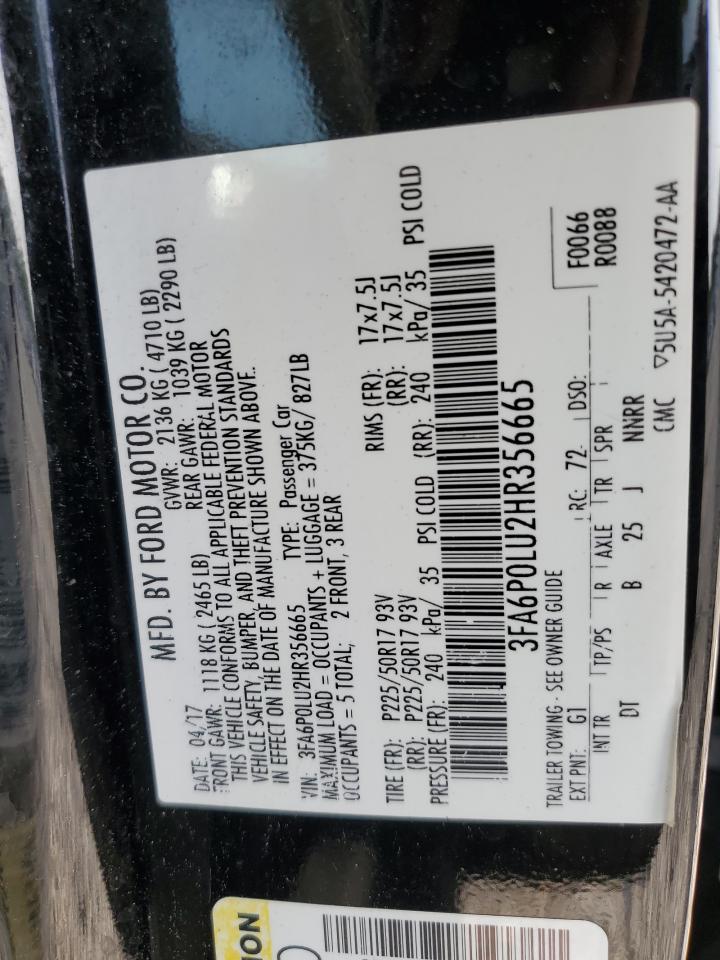 MFD. BY FORD MOTOR CO.
DATE: 04/17 GVWR: 2136 KG ( 4710 LB)
FRONT GAWR: 1118 KG ( 2465 LB) REAR GAWR: 1039 KG ( 2290 LB)
THIS VEHICLE CONFORMS TO ALL APPLICABLE FEDERAL MOTOR
VEHICLE SAFETY, BUMPER, AND THEFT PREVENTION STANDARDS
IN EFFECT ON THE DATE OF MANUFACTURE SHOWN ABOVE.
VIN: 3FA6P0LU2HR356665 TYPE: Passenger Car
MAXIMUM LOAD = OCCUPANTS + LUGGAGE = 375KG/ 827LB
OCCUPANTS = 5 TOTAL; 2 FRONT, 3 REAR
TIRE (FR): P225/50R17 93V RIMS (FR): 17x7.5J
(RR): P225/50R17 93V (RR): 17x7.5J
PRESSURE (FR): 240 kPa/ 35 PSI COLD (RR): 240 kPa/ 35 PSI COLD
3FA6P0LU2HR356665
TRAILER TOWING - SEE OWNER GUIDE
EXT PNT: G1 RC: 72 DSO: F0066
INT TR TP/PS R AXLE TR SPR R0088
DT B 25 J NNRR
CMC ▽5U5A-5420472-AA
ION